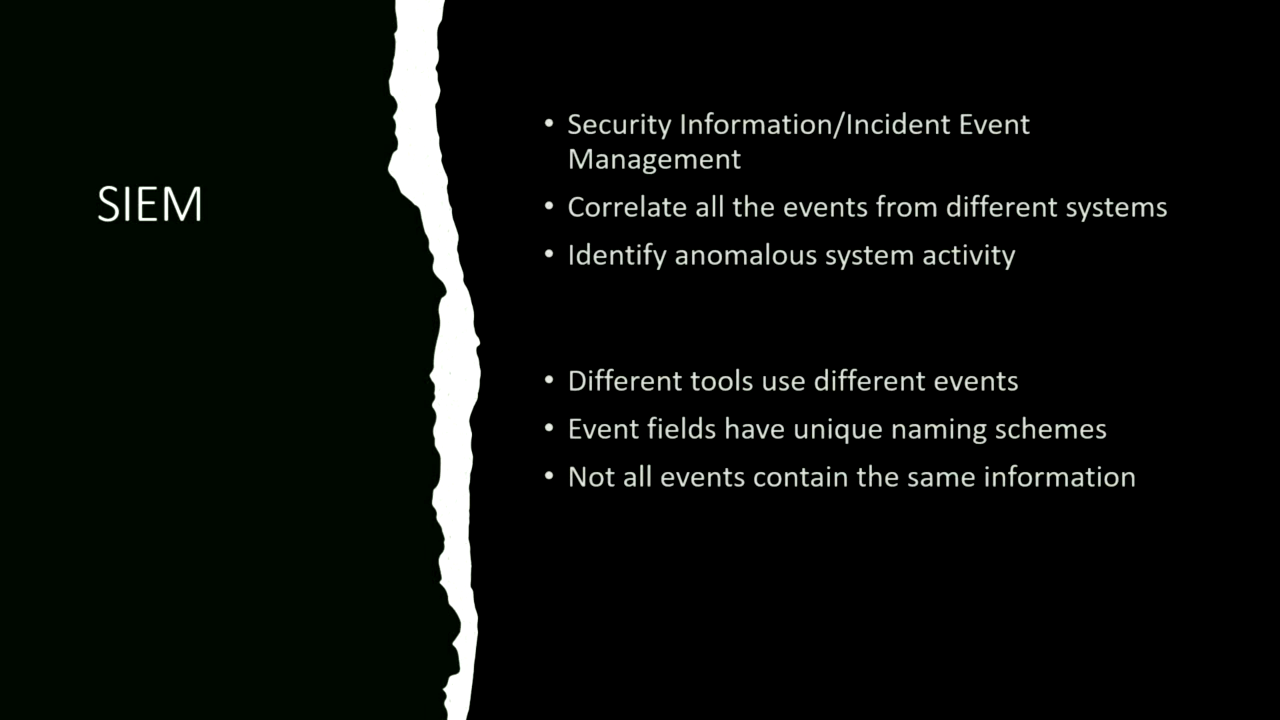 SIEM
• Security Information/Incident Event
Management
• Correlate all the events from different systems
• Identify anomalous system activity
• Different tools use different events
• Event fields have unique naming schemes
• Not all events contain the same information